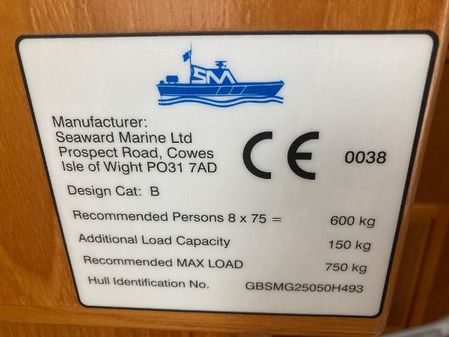 SM
Manufacturer:
Seaward Marine Ltd
Prospect Road, Cowes
Isle of Wight PO31 7AD
CE 0038
Design Cat: B
Recommended Persons 8 x 75 = 600 kg
Additional Load Capacity 150 kg
Recommended MAX LOAD 750 kg
Hull Identification No. GBSMG25050H493